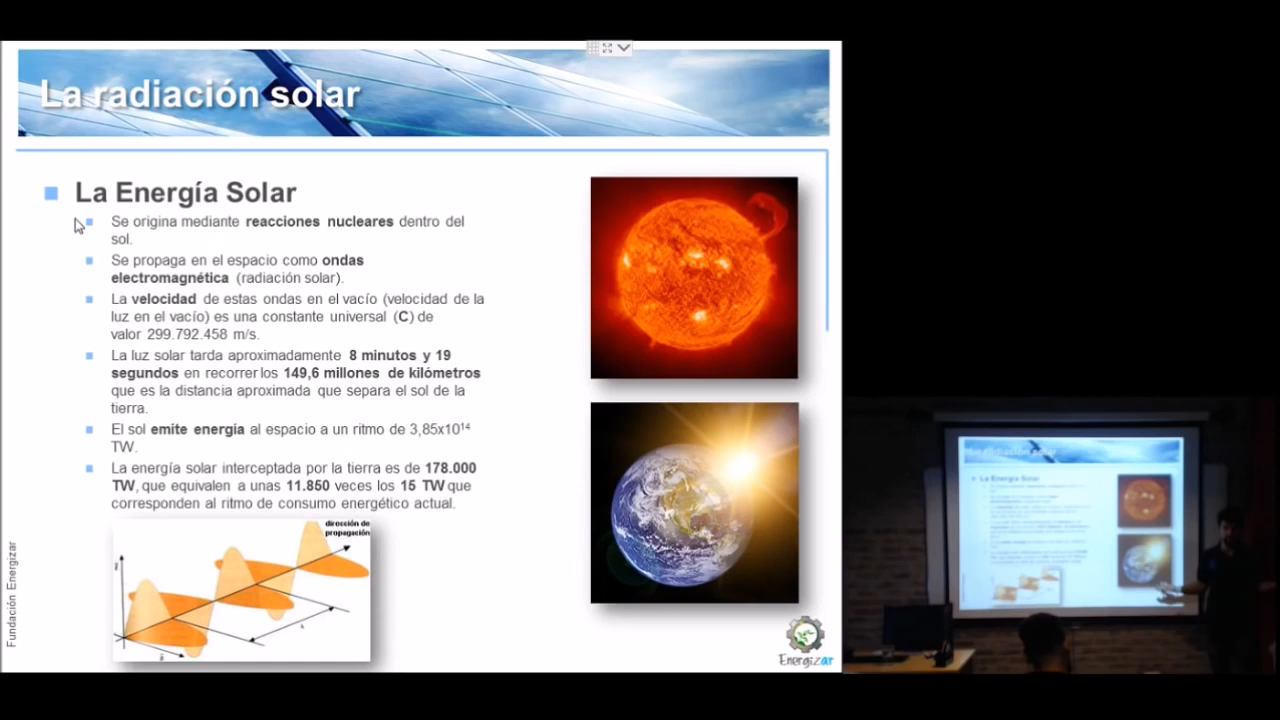 La radiación solar
La Energía Solar
Se origina mediante reacciones nucleares dentro del
sol.
Se propaga en el espacio como ondas
electromagnética (radiación solar).
La velocidad de estas ondas en el vacío (velocidad de la
luz en el vacío) es una constante universal (C) de
valor 299.792.458 m/s.
La luz solar tarda aproximadamente 8 minutos y 19
segundos en recorrer los 149,6 millones de kilómetros
que es la distancia aproximada que separa el sol de la
tierra.
El sol emite energía al espacio a un ritmo de 3,85x10¹⁴
TW.
La energía solar interceptada por la tierra es de 178.000
TW, que equivalen a unas 11.850 veces los 15 TW que
corresponden al ritmo de consumo energético actual.
dirección de
propagación
Fundación Energizar
Energizar
La radiación solar
La Energía Solar